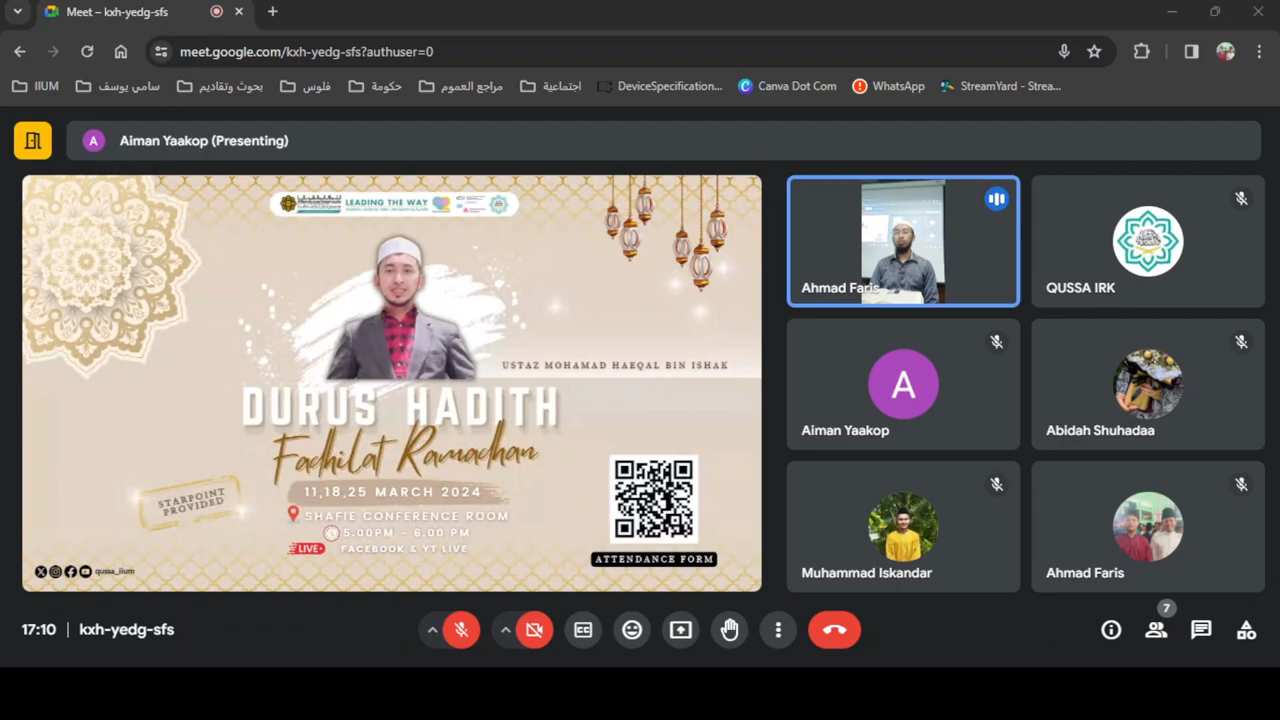 Meet – kxh-yedg-sfs
meet.google.com/kxh-yedg-sfs?authuser=0
IIUM
سامي يوسف
بحوث وتقاديم
فلوس
حكومة
مراجع العموم
اجتماعية
DeviceSpecification...
Canva Dot Com
WhatsApp
StreamYard - Strea...
A
Aiman Yaakop (Presenting)
LEADING THE WAY
USTAZ MOHAMAD HAEQAL BIN ISHAK
DURUS HADITH
Fadhilat Ramadhan
11,18,25 MARCH 2024
SHAFIE CONFERENCE ROOM
5.00PM - 6.00 PM
LIVE
FACEBOOK & YT LIVE
STARPOINT
PROVIDED
ATTENDANCE FORM
qussa_iium
Ahmad Faris
QUSSA IRK
A
Aiman Yaakop
Abidah Shuhadaa
Muhammad Iskandar
Ahmad Faris
17:10 | kxh-yedg-sfs
CC
7